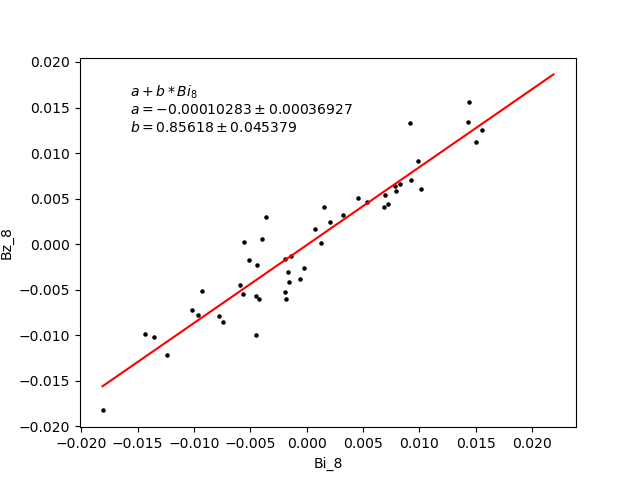 0.020
0.015
0.010
0.005
0.000
−0.005
−0.010
−0.015
−0.020
Bz_8
a + b * Bi₈
a = −0.00010283 ± 0.00036927
b = 0.85618 ± 0.045379
−0.020 −0.015 −0.010 −0.005 0.000 0.005 0.010 0.015 0.020
Bi_8